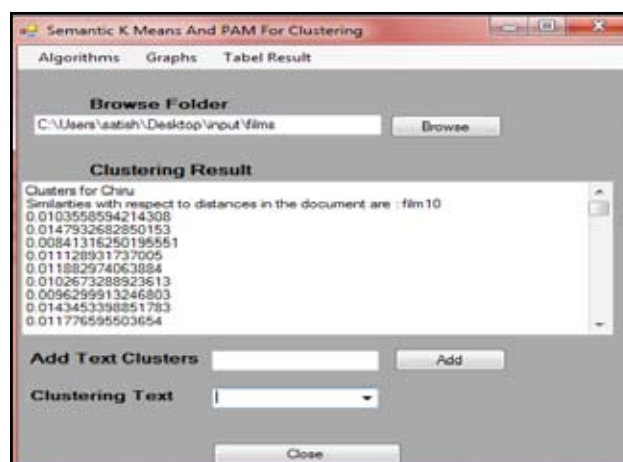 Semantic K Means And PAM For Clustering
Algorithms Graphs Tabel Result
Browse Folder
C:\Users\satish\Desktop\input\films Browse
Clustering Result
Clusters for Chiru
Similarities with respect to distances in the document are : film10
0.0103558594214308
0.0147932682850153
0.00841316250195551
0.011128931737005
0.011882974063884
0.0102673288923613
0.0096299913246803
0.0143453398851783
0.011776595503654
Add Text Clusters Add
Clustering Text
Close